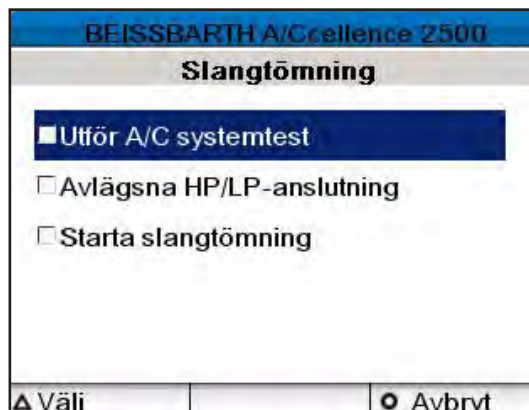 BEISSBARTH A/Ccellence 2500
Slangtömning
Utför A/C systemtest
Avlägsna HP/LP-anslutning
Starta slangtömning
Välj Avbryt